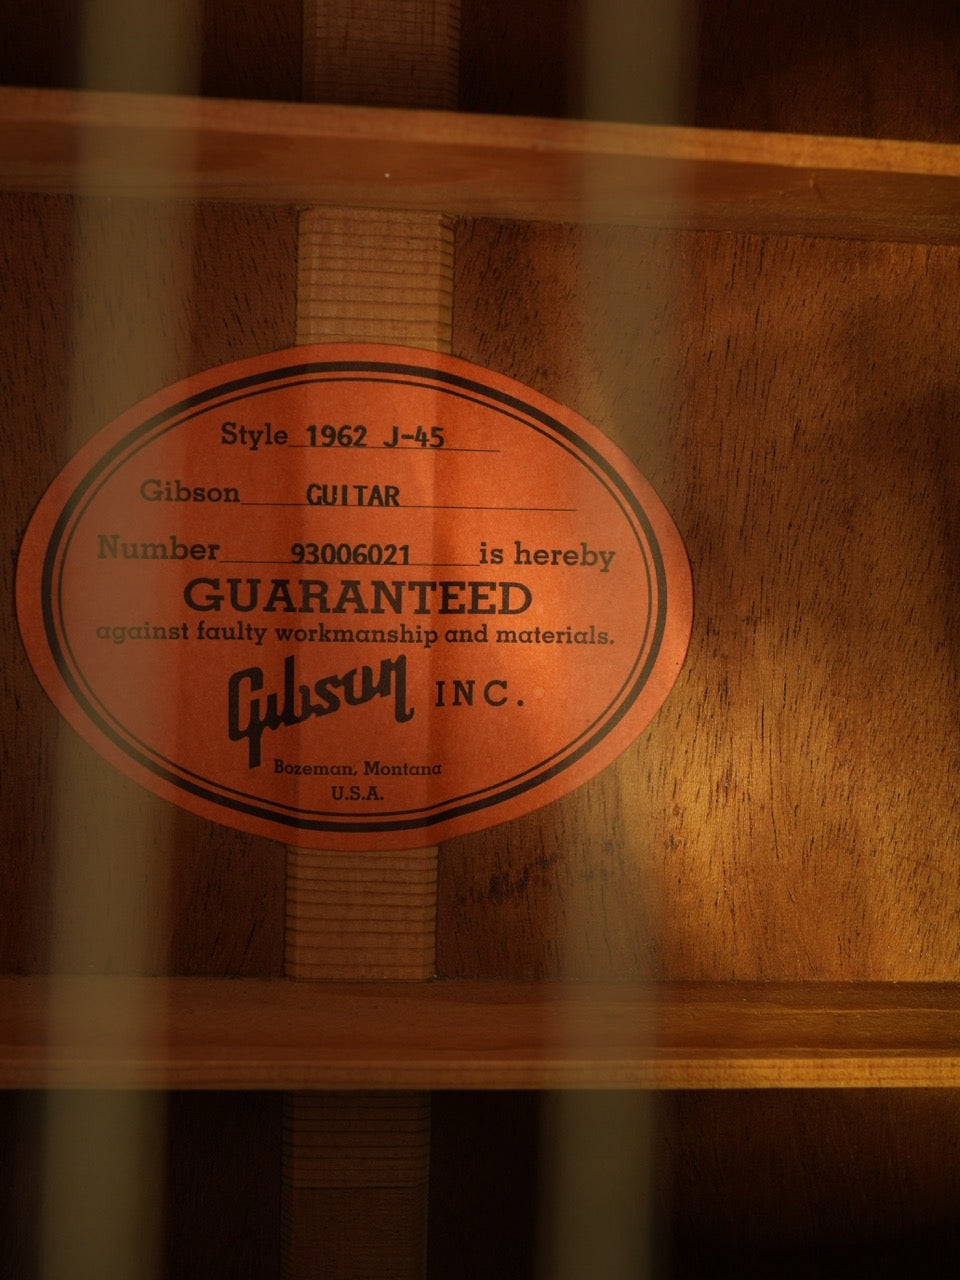 Style 1962 J-45
Gibson GUITAR
Number 93006021 is hereby
GUARANTEED
against faulty workmanship and materials.
Gibson INC.
Bozeman, Montana
U.S.A.